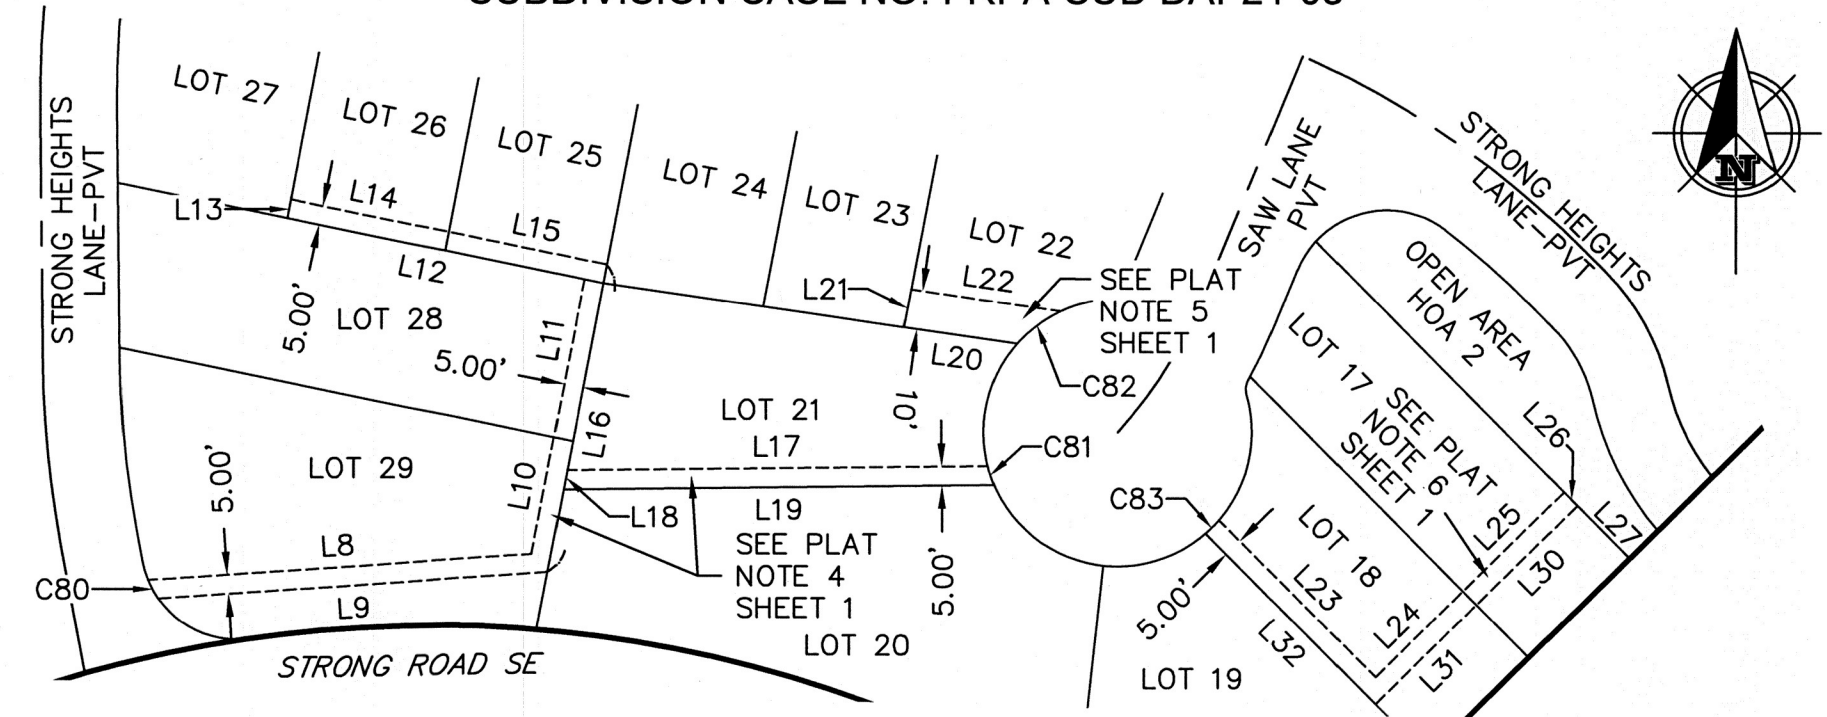 LOT 27
LOT 26
LOT 25
LOT 24
LOT 23
LOT 22
STRONG HEIGHTS
LANE-PVT
L13
L14
L15
L12
5.00'
LOT 28
L11
5.00'
L16
L21
L22
SEE PLAT
NOTE 5
SHEET 1
L20
C82
10'
SAW LANE
PVT
STRONG HEIGHTS
LANE-PVT
OPEN AREA
HOA 2
N
LOT 21
L17
C81
LOT 29
5.00'
L10
L18
L19
SEE PLAT
NOTE 4
SHEET 1
5.00'
L8
C80
L9
LOT 20
STRONG ROAD SE
LOT 17
SEE PLAT
NOTE 6
SHEET 1
L26
L27
C83
L25
LOT 18
L30
L23
L24
5.00'
L32
L31
LOT 19